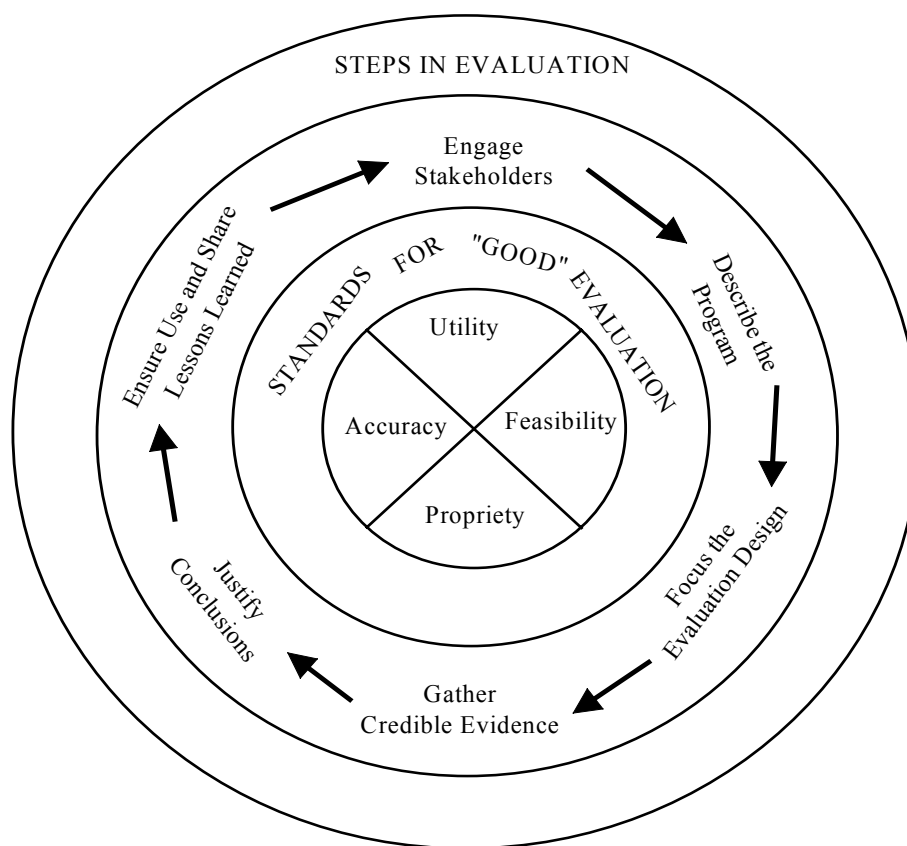 STEPS IN EVALUATION
Engage
Stakeholders
Describe the
Program
Focus the
Evaluation Design
Gather
Credible Evidence
Justify
Conclusions
Ensure Use and Share
Lessons Learned
STANDARDS FOR "GOOD" EVALUATION
Utility
Feasibility
Propriety
Accuracy